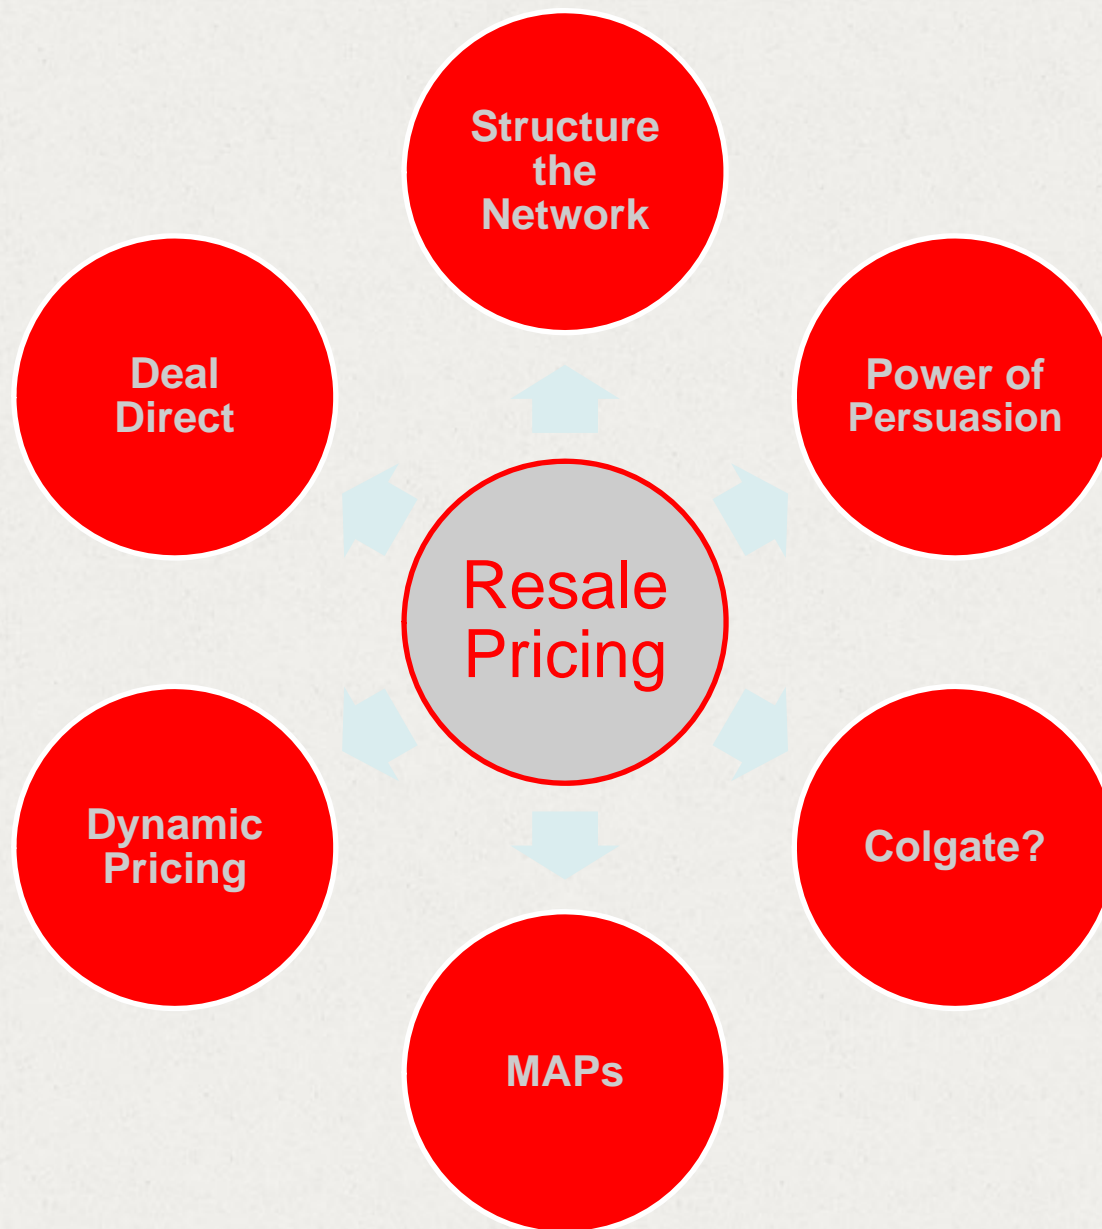 Structure
the
Network
Deal
Direct
Power of
Persuasion
Resale
Pricing
Dynamic
Pricing
Colgate?
MAPs